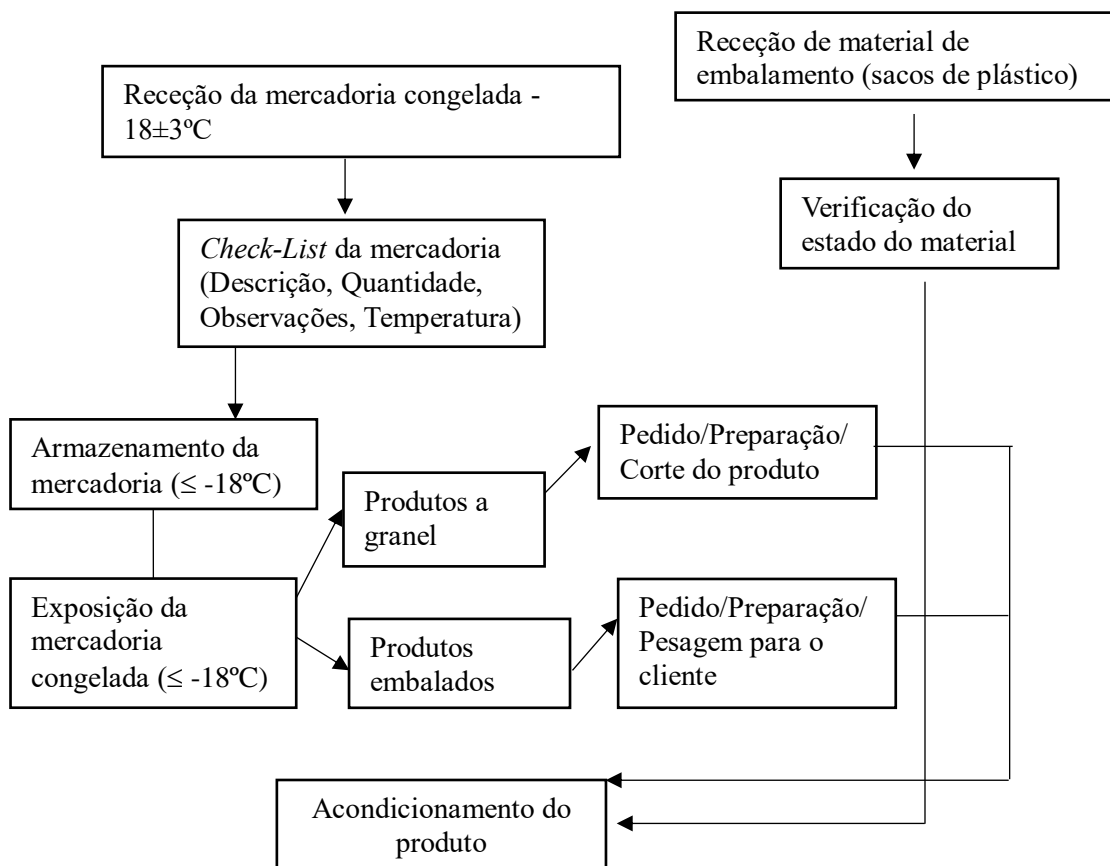 Receção de material de
embalamento (sacos de plástico)
Receção da mercadoria congelada -
18±3ºC
Verificação do
estado do material
Check-List da mercadoria
(Descrição, Quantidade,
Observações, Temperatura)
Armazenamento da
mercadoria (≤ -18ºC)
Pedido/Preparação/
Corte do produto
Produtos a
granel
Exposição da
mercadoria
congelada (≤ -18ºC)
Produtos
embalados
Pedido/Preparação/
Pesagem para o
cliente
Acondicionamento do
produto